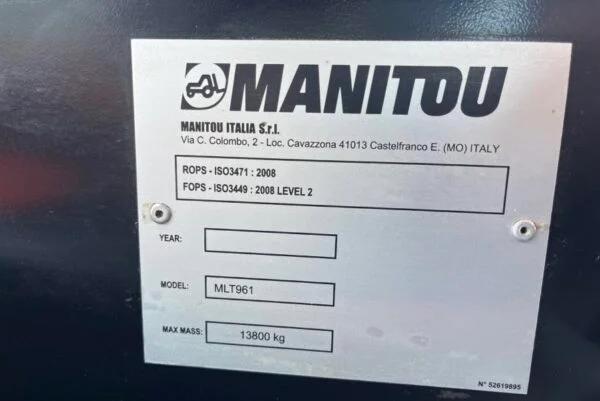 MANITOU
MANITOU ITALIA S.r.l.
Via C. Colombo, 2 - Loc. Cavazzona 41013 Castelfranco E. (MO) ITALY
ROPS - ISO3471 : 2008
FOPS - ISO3449 : 2008 LEVEL 2
YEAR:
MODEL: MLT961
MAX MASS: 13800 kg
N° 52619895